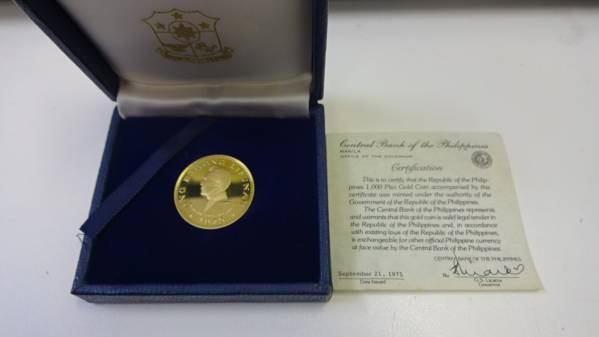 ANG BAGONG LIPUNAN
Central Bank of the Philippines
MANILA
OFFICE OF THE GOVERNOR
Certification
This is to certify that the Republic of the Philip-
pines 1,000 Piso Gold Coin accompanied by this
certificate was minted under the authority of the
Government of the Republic of the Philippines.
The Central Bank of the Philippines represents
and warrants that this gold coin is valid legal tender in
the Republic of the Philippines and, in accordance
with existing laws of the Republic of the Philippines,
is exchangeable for other official Philippine currency
at face value by the Central Bank of the Philippines.
CENTRAL BANK OF THE PHILIPPINES
September 21, 1975
Date Issued
By
G.S. Licaros
Governor